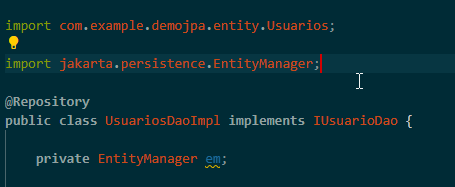 import com.example.demojpa.entity.Usuarios;
import jakarta.persistence.EntityManager;
@Repository
public class UsuariosDaoImpl implements IUsuarioDao {
private EntityManager em;